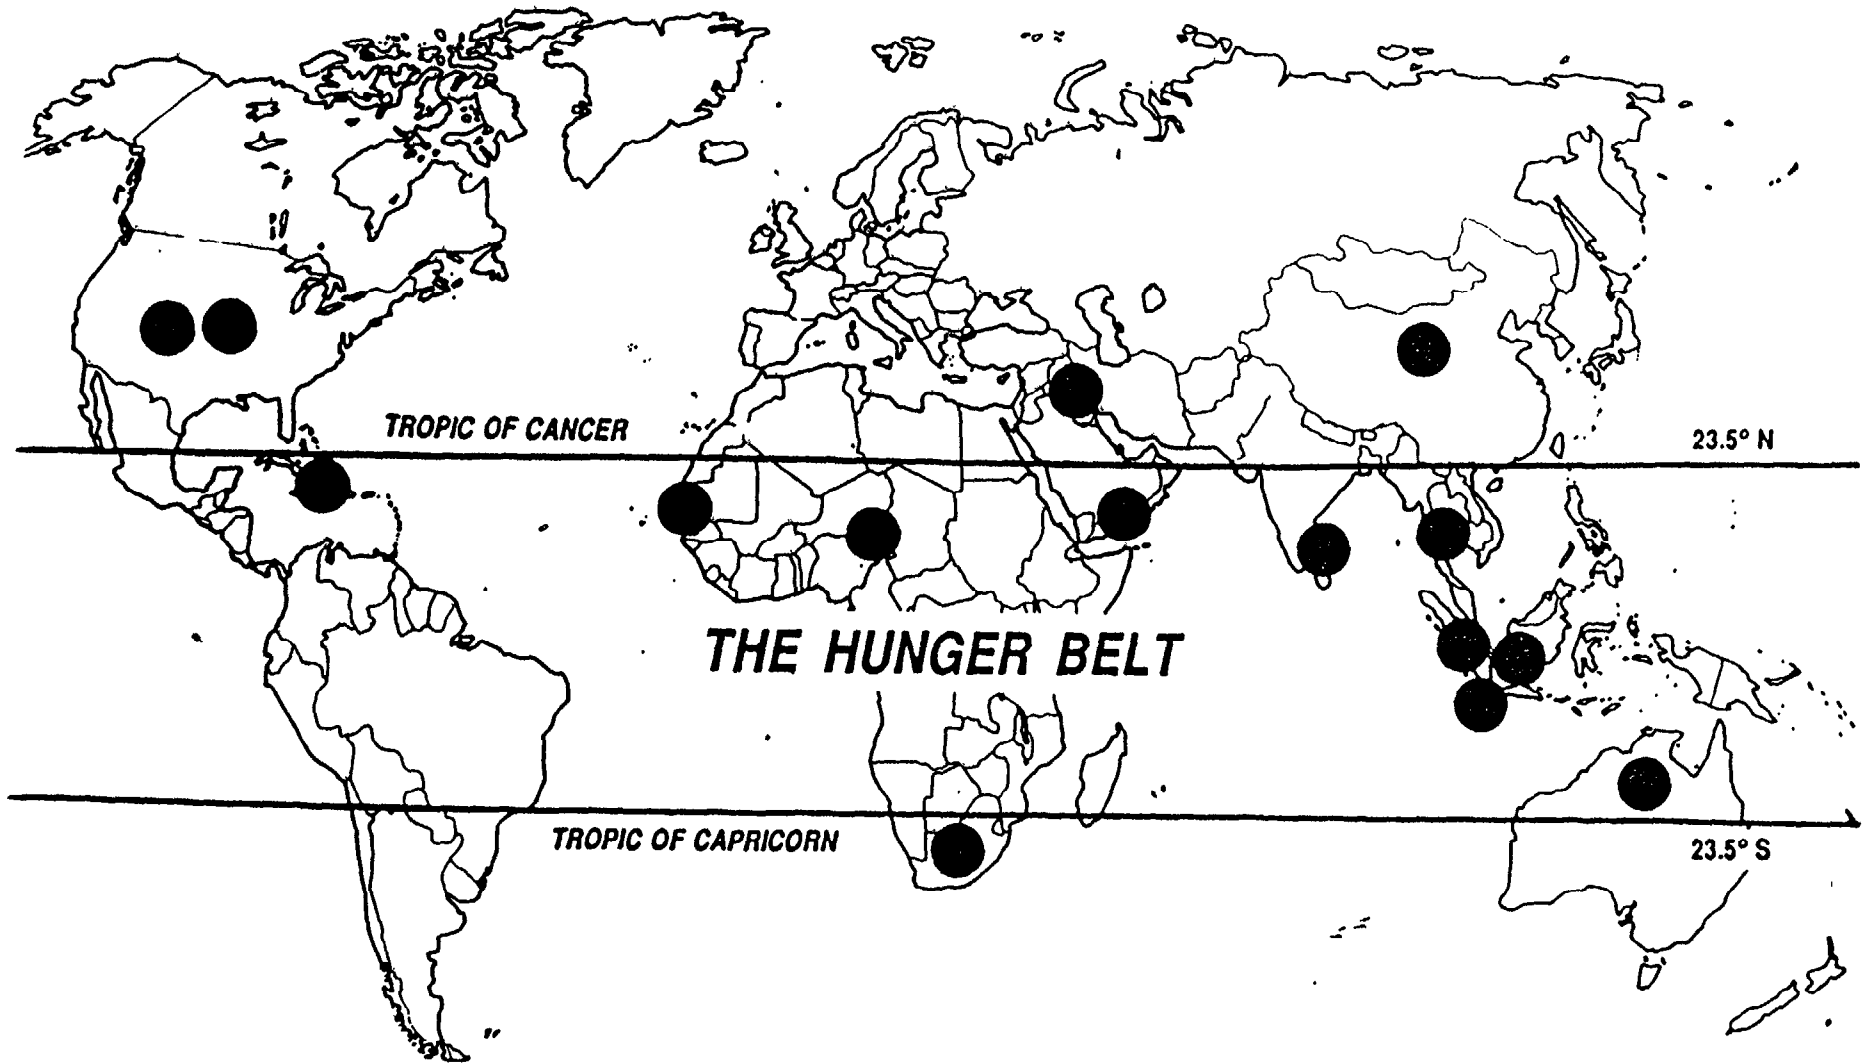 TROPIC OF CANCER
23.5° N
THE HUNGER BELT
TROPIC OF CAPRICORN
23.5° S